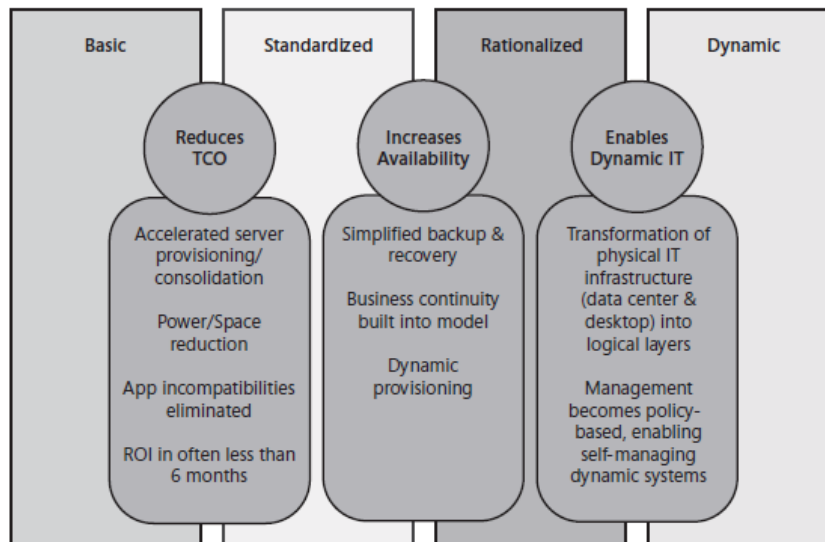 Basic
Standardized
Rationalized
Dynamic
Reduces
TCO
Increases
Availability
Enables
Dynamic IT
Accelerated server
provisioning/
consolidation
Power/Space
reduction
App incompatibilities
eliminated
ROI in often less than
6 months
Simplified backup &
recovery
Business continuity
built into model
Dynamic
provisioning
Transformation of
physical IT
infrastructure
(data center &
desktop) into
logical layers
Management
becomes policy-
based, enabling
self-managing
dynamic systems